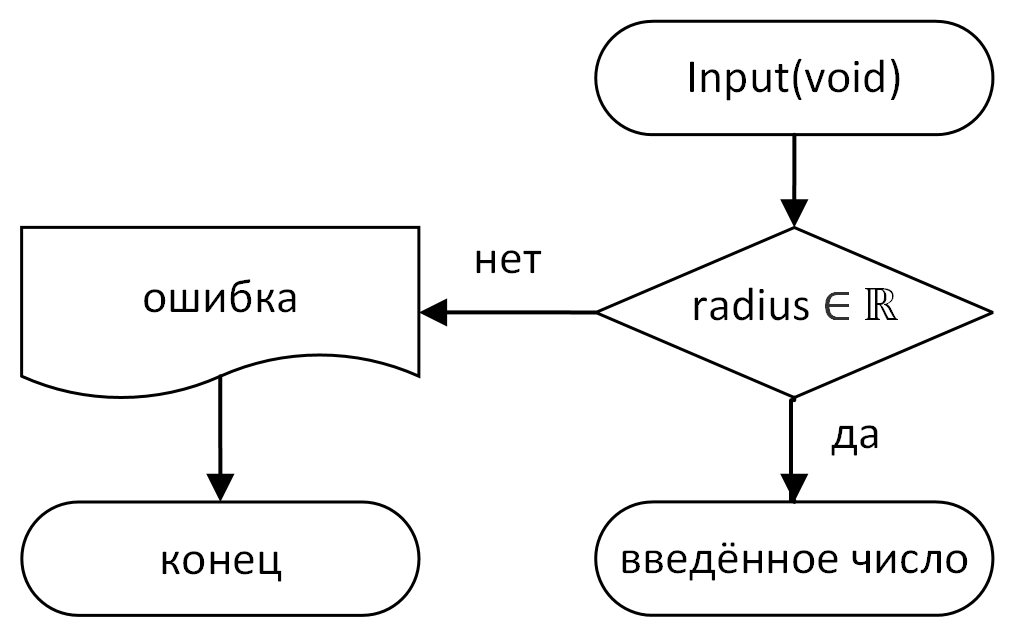 Input(void)
нет
ошибка
radius ∈ ℝ
да
конец
введённое число